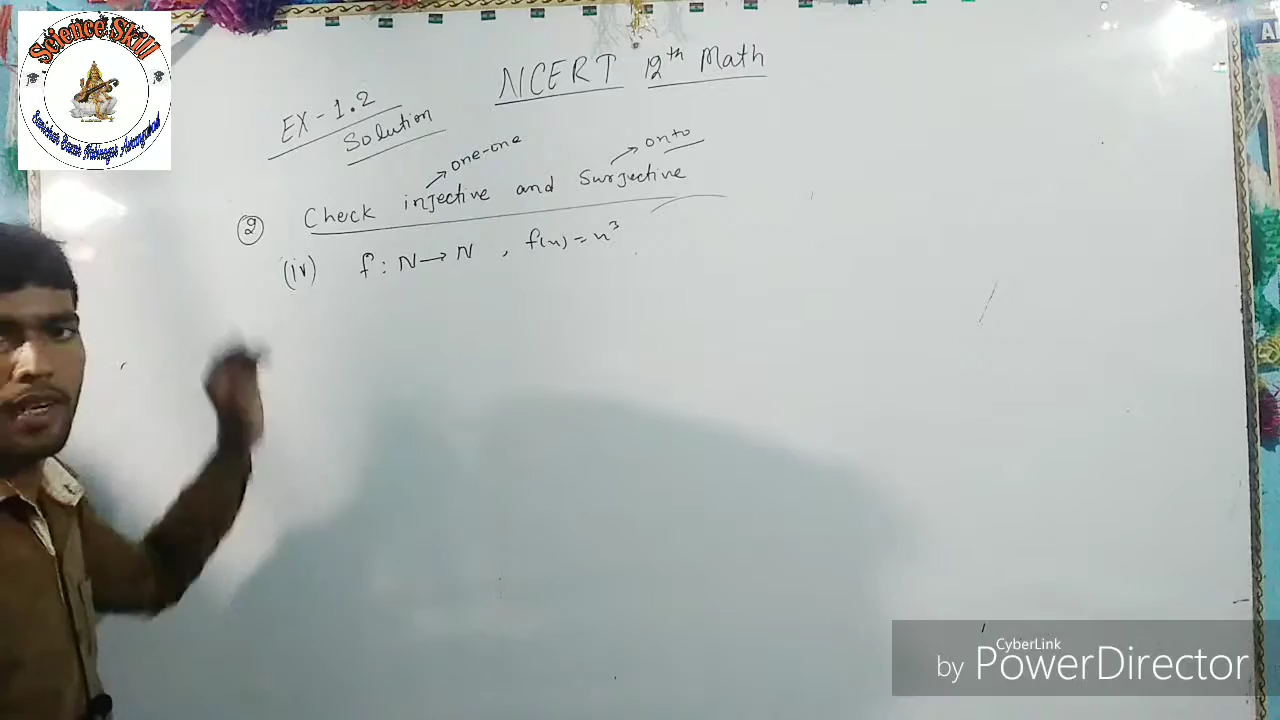 Science Skill
NCERT 12th Math
EX-1.2
Solution
one-one
onto
② Check injective and Surjective
(iv) f : N → N , f(x) = x³
CyberLink
by PowerDirector